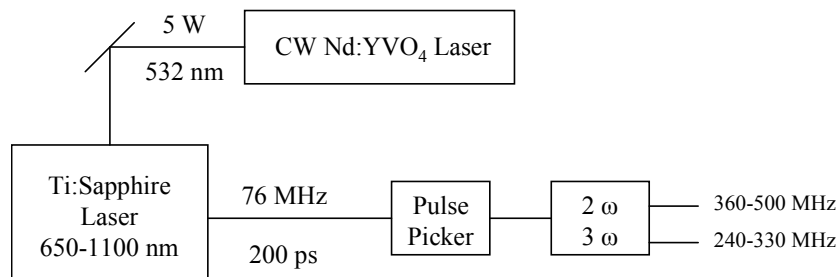 5 W
532 nm
CW Nd:YVO₄ Laser
Ti:Sapphire
Laser
650-1100 nm
76 MHz
200 ps
Pulse
Picker
2 ω
3 ω
360-500 MHz
240-330 MHz